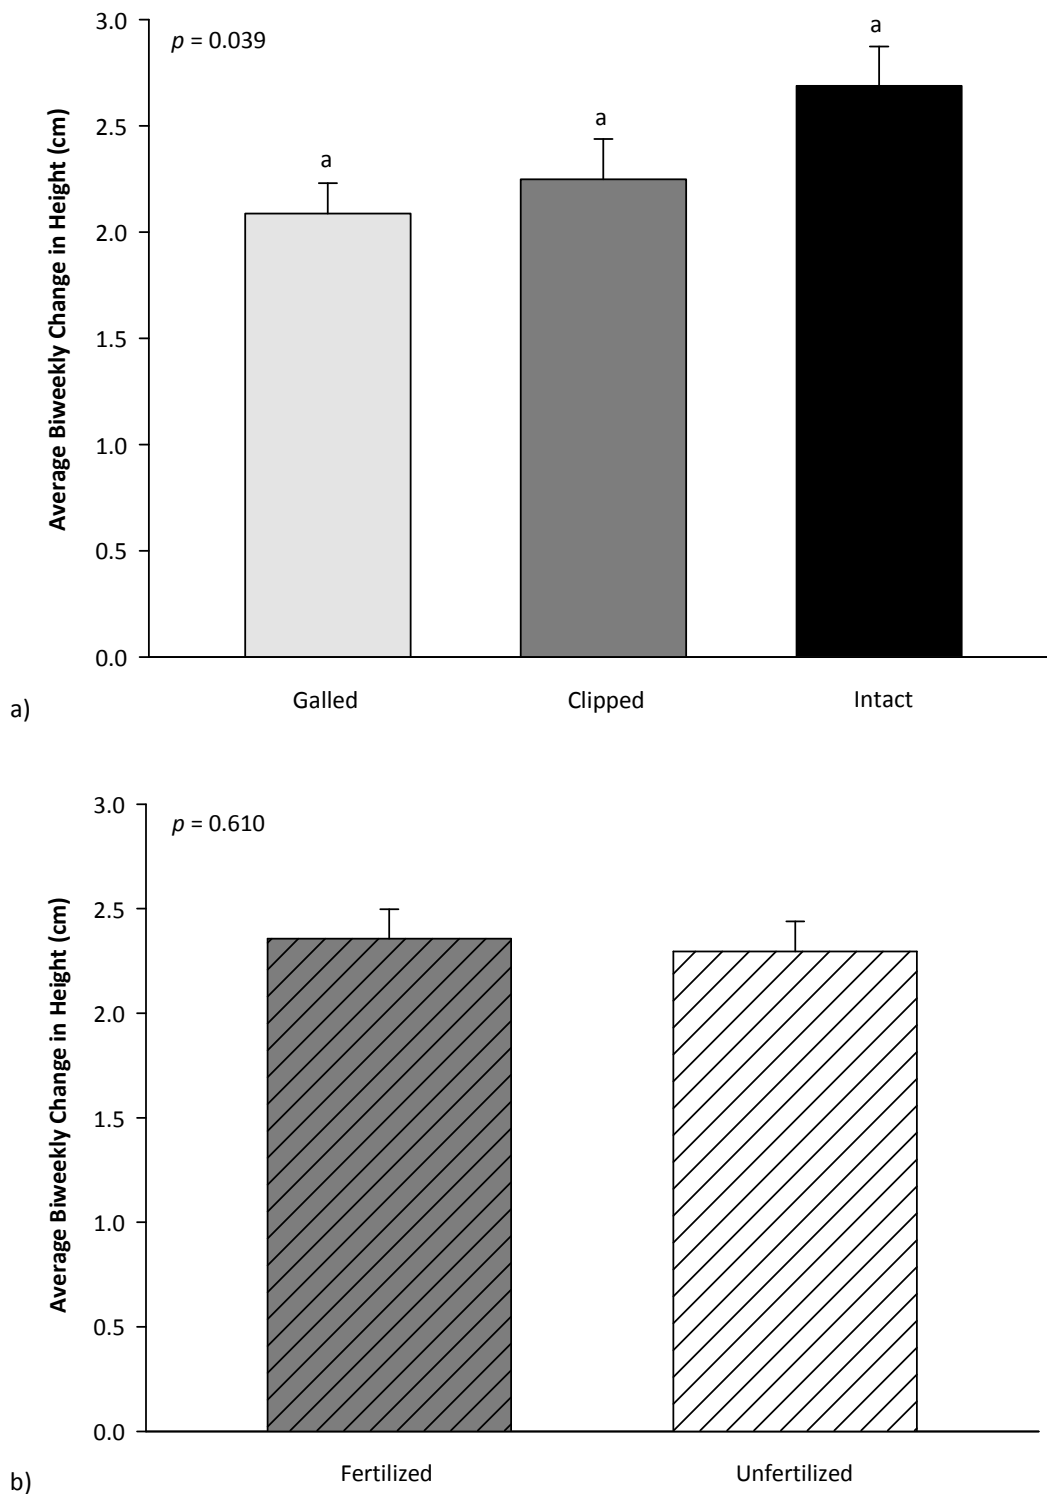 3.0
p = 0.039
a
2.5
a
a
2.0
1.5
1.0
0.5
0.0
Average Biweekly Change in Height (cm)
Galled Clipped Intact
a)
3.0
p = 0.610
2.5
2.0
1.5
1.0
0.5
0.0
Average Biweekly Change in Height (cm)
Fertilized Unfertilized
b)